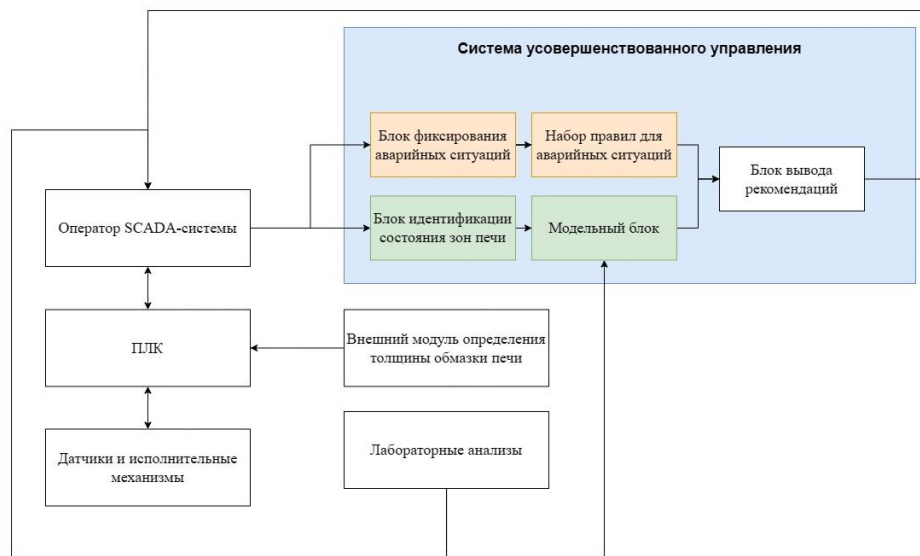 Система усовершенствованного управления
Блок фиксирования
аварийных ситуаций
Набор правил для
аварийных ситуаций
Блок вывода
рекомендаций
Оператор SCADA-системы
Блок идентификации
состояния зон печи
Модельный блок
ПЛК
Внешний модуль определения
толщины обмазки печи
Датчики и исполнительные
механизмы
Лабораторные анализы